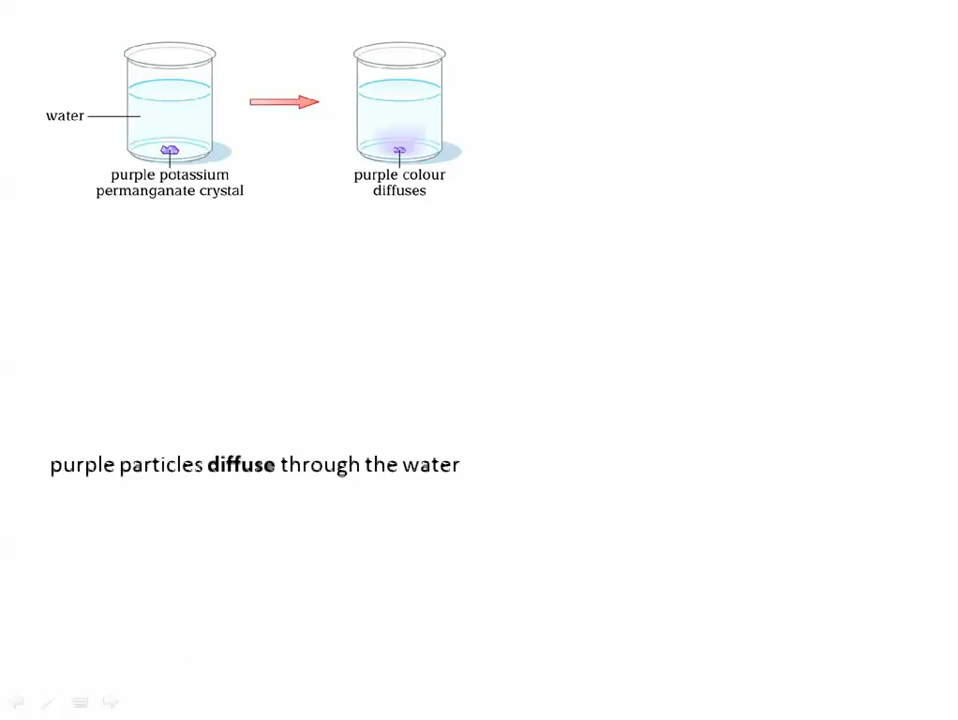 water
purple potassium
permanganate crystal
purple colour
diffuses
purple particles diffuse through the water